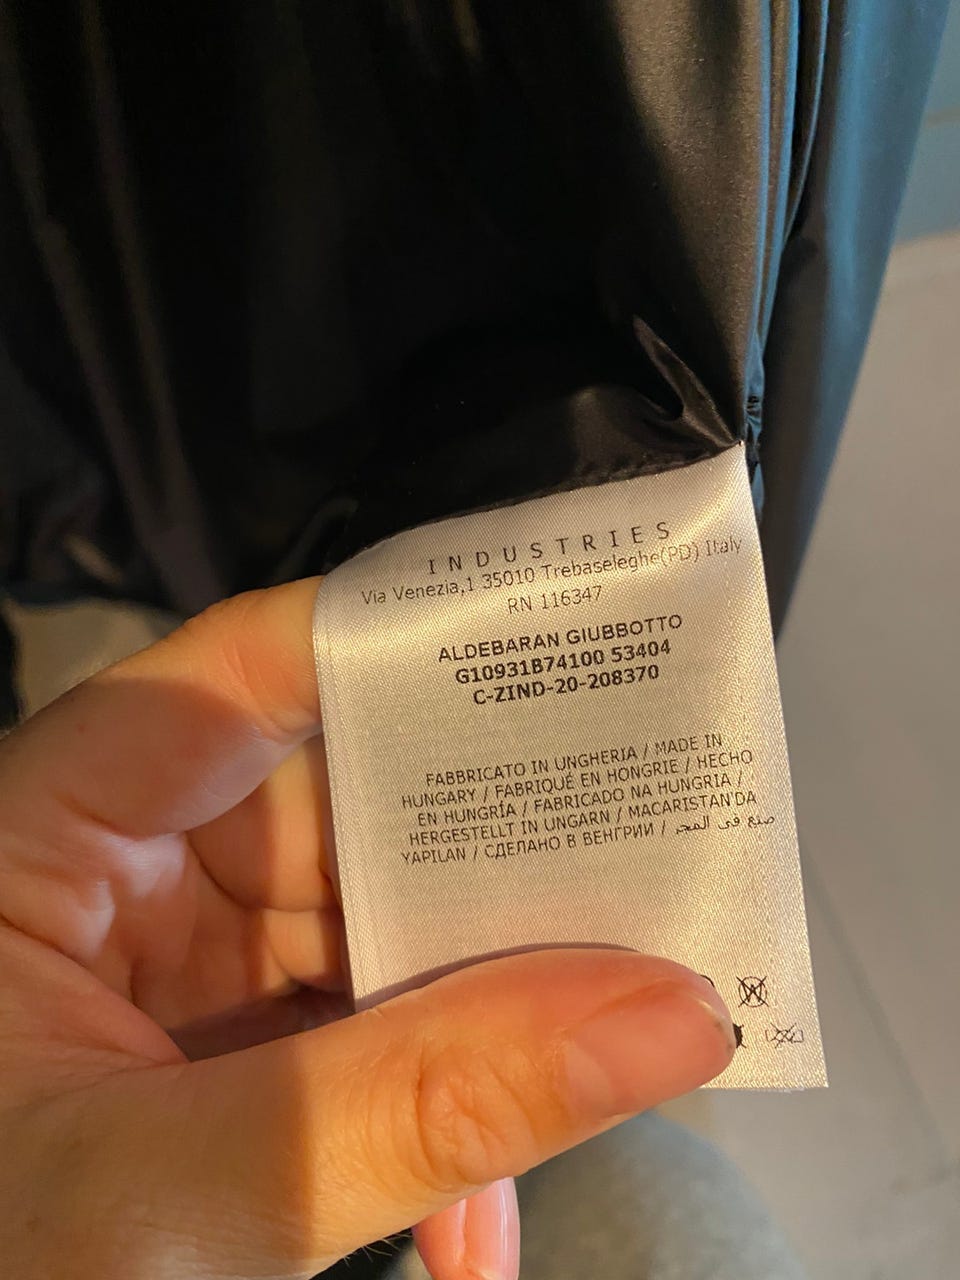 INDUSTRIES
Via Venezia,1 35010 Trebaseleghe(PD) Italy
RN 116347
ALDEBARAN GIUBBOTTO
G10931B74100 53404
C-ZIND-20-208370
FABBRICATO IN UNGHERIA / MADE IN
HUNGARY / FABRIQUÉ EN HONGRIE / HECHO
EN HUNGRÍA / FABRICADO NA HUNGRIA /
HERGESTELLT IN UNGARN / MACARISTAN'DA
YAPILAN / СДЕЛАНО В ВЕНГРИИ / صنع في المجر